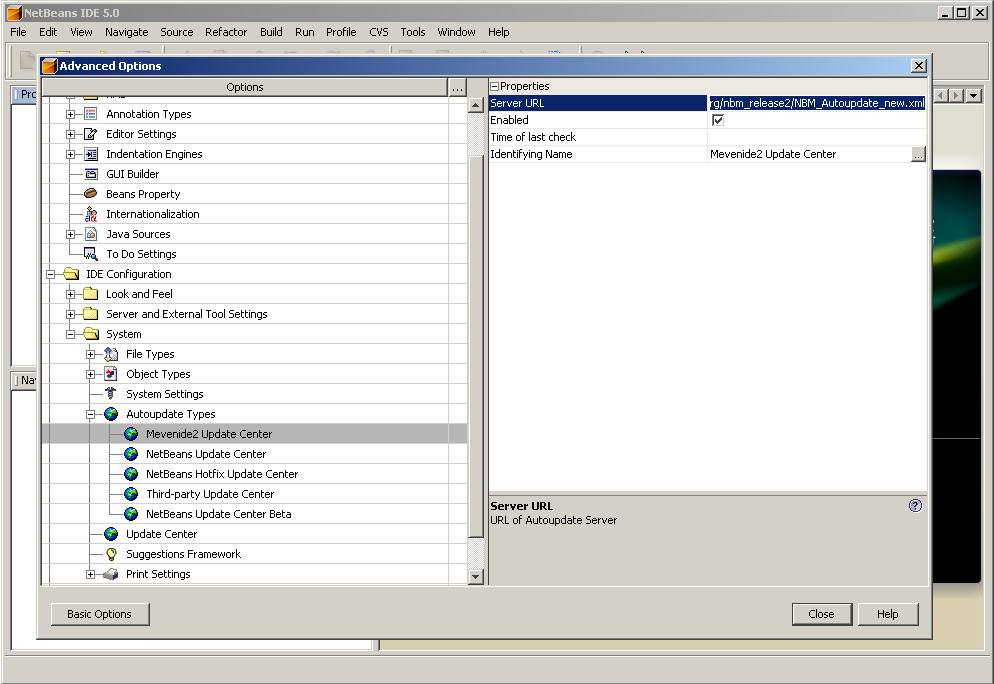 NetBeans IDE 5.0
File Edit View Navigate Source Refactor Build Run Profile CVS Tools Window Help
Advanced Options
Options
...
Annotation Types
Editor Settings
Indentation Engines
GUI Builder
Beans Property
Internationalization
Java Sources
To Do Settings
IDE Configuration
Look and Feel
Server and External Tool Settings
System
File Types
Object Types
System Settings
Autoupdate Types
Mevenide2 Update Center
NetBeans Update Center
NetBeans Hotfix Update Center
Third-party Update Center
NetBeans Update Center Beta
Update Center
Suggestions Framework
Print Settings
Properties
Server URL rg/nbm_release2/NBM_Autoupdate_new.xml
Enabled
Time of last check
Identifying Name Mevenide2 Update Center ...
Server URL
URL of Autoupdate Server
Basic Options
Close
Help
Pro
Na